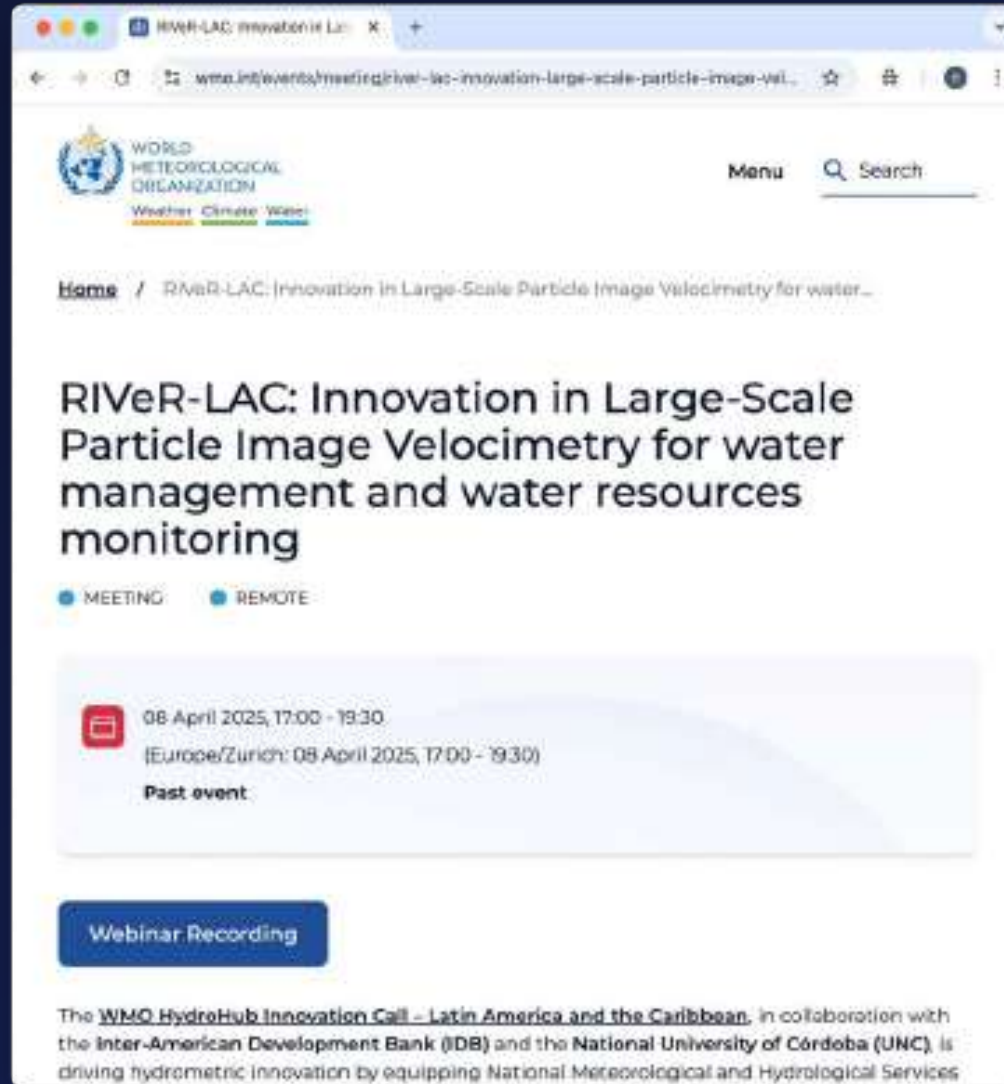 RIVeR-LAC: Innovation in La
wmo.int/events/meeting/river-lac-innovation-large-scale-particle-image-vel...
WORLD
METEOROLOGICAL
ORGANIZATION
Weather Climate Water
Menu
Search
Home / RIVeR-LAC: Innovation in Large-Scale Particle Image Velocimetry for water...
RIVeR-LAC: Innovation in Large-Scale
Particle Image Velocimetry for water
management and water resources
monitoring
MEETING
REMOTE
08 April 2025, 17:00 - 19:30
(Europe/Zurich: 08 April 2025, 17:00 - 19:30)
Past event
Webinar Recording
The WMO HydroHub Innovation Call – Latin America and the Caribbean, in collaboration with
the Inter-American Development Bank (IDB) and the National University of Córdoba (UNC), is
driving hydrometric innovation by equipping National Meteorological and Hydrological Services